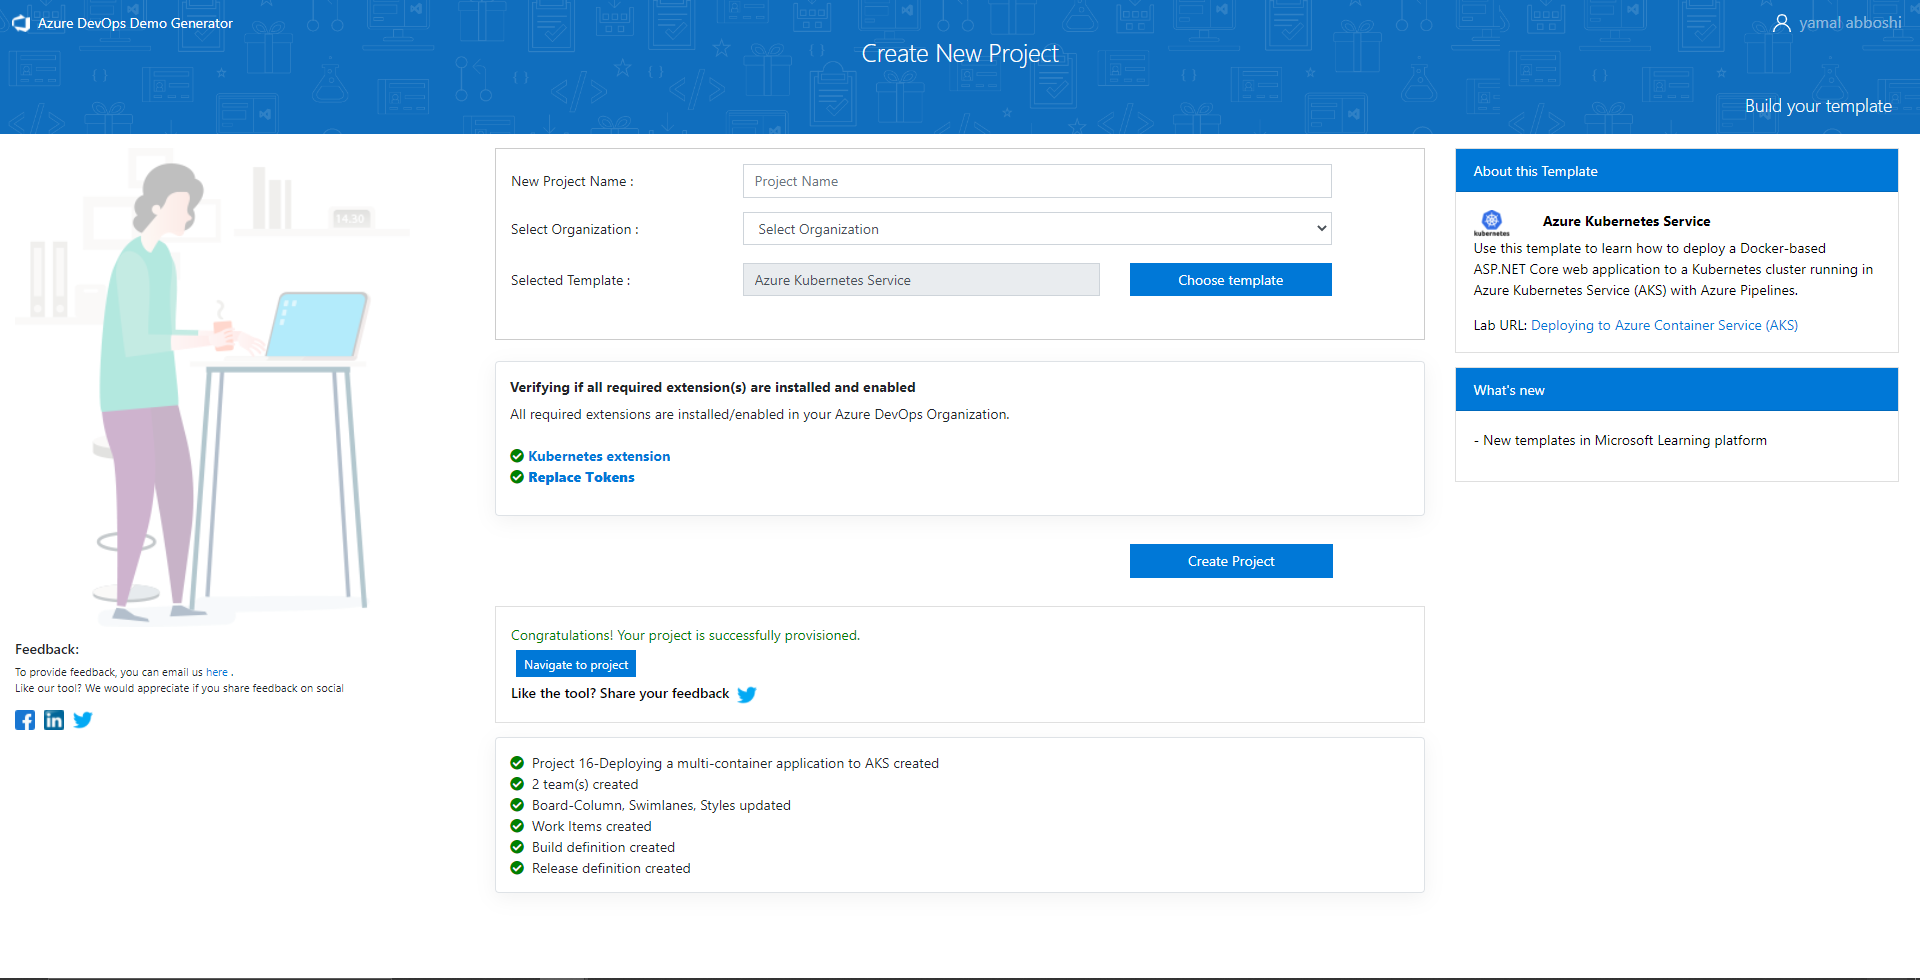 Azure DevOps Demo Generator
yamal abboshi
Create New Project
Build your template
14.30
New Project Name :
Project Name
Select Organization :
Select Organization
Selected Template :
Azure Kubernetes Service
Choose template
Verifying if all required extension(s) are installed and enabled
All required extensions are installed/enabled in your Azure DevOps Organization.
Kubernetes extension
Replace Tokens
Create Project
Congratulations! Your project is successfully provisioned.
Navigate to project
Like the tool? Share your feedback
Project 16-Deploying a multi-container application to AKS created
2 team(s) created
Board-Column, Swimlanes, Styles updated
Work Items created
Build definition created
Release definition created
About this Template
kubernetes
Azure Kubernetes Service
Use this template to learn how to deploy a Docker-based
ASP.NET Core web application to a Kubernetes cluster running in
Azure Kubernetes Service (AKS) with Azure Pipelines.
Lab URL: Deploying to Azure Container Service (AKS)
What's new
- New templates in Microsoft Learning platform
Feedback:
To provide feedback, you can email us here .
Like our tool? We would appreciate if you share feedback on social